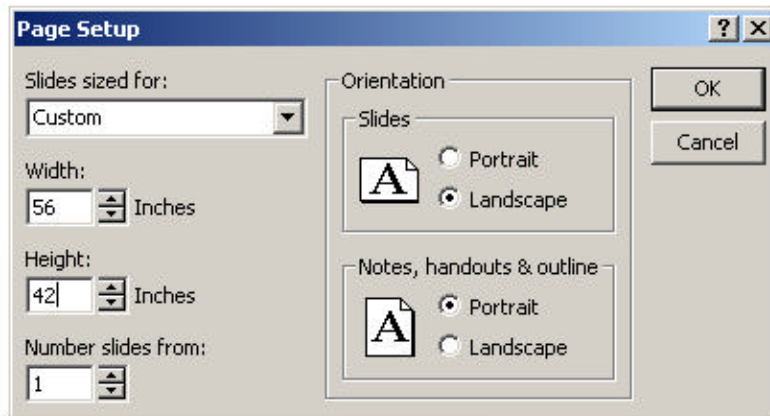 Page Setup
Slides sized for:
Custom
Width:
56 Inches
Height:
42 Inches
Number slides from:
1
Orientation
Slides
A
Portrait
Landscape
Notes, handouts & outline
A
Portrait
Landscape
OK
Cancel